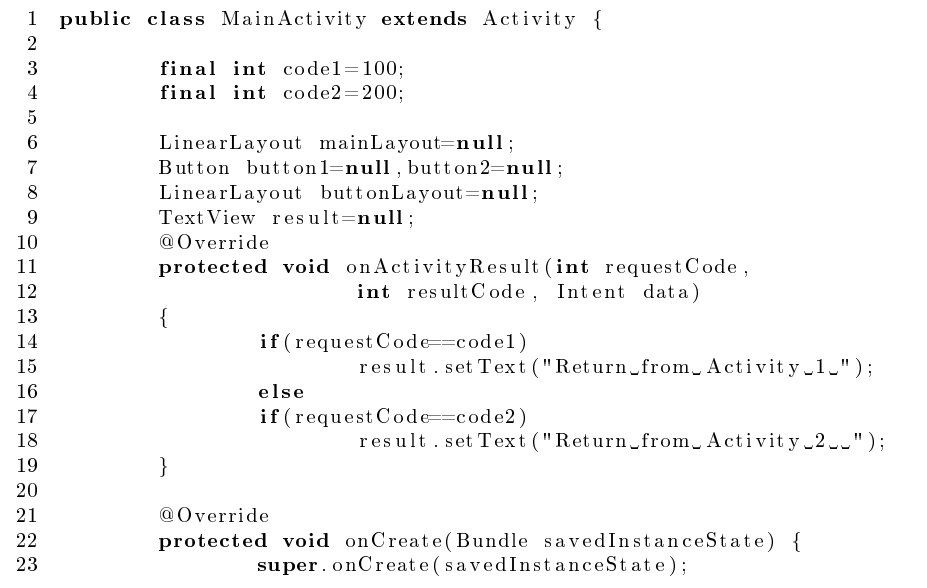 1 public class MainActivity extends Activity {
2
3 final int code1=100;
4 final int code2=200;
5
6 LinearLayout mainLayout=null;
7 Button button1=null,button2=null;
8 LinearLayout buttonLayout=null;
9 TextView result=null;
10 @Override
11 protected void onActivityResult(int requestCode,
12 int resultCode, Intent data)
13 {
14 if(requestCode==code1)
15 result.setText("Return␣from␣Activity␣1␣");
16 else
17 if(requestCode==code2)
18 result.setText("Return␣from␣Activity␣2␣␣");
19 }
20
21 @Override
22 protected void onCreate(Bundle savedInstanceState) {
23 super.onCreate(savedInstanceState);